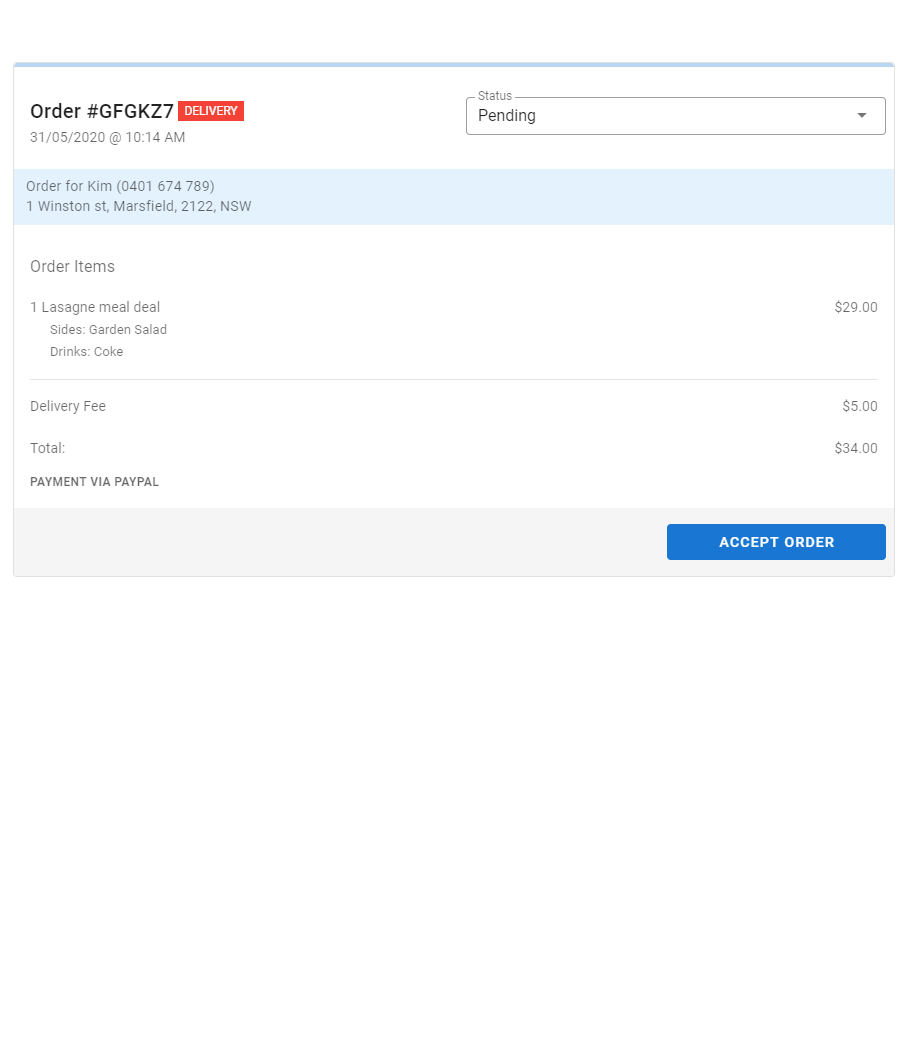 Order #GFGKZ7 DELIVERY
31/05/2020 @ 10:14 AM
Status
Pending
Order for Kim (0401 674 789)
1 Winston st, Marsfield, 2122, NSW
Order Items
1 Lasagne meal deal $29.00
Sides: Garden Salad
Drinks: Coke
Delivery Fee $5.00
Total: $34.00
PAYMENT VIA PAYPAL
ACCEPT ORDER